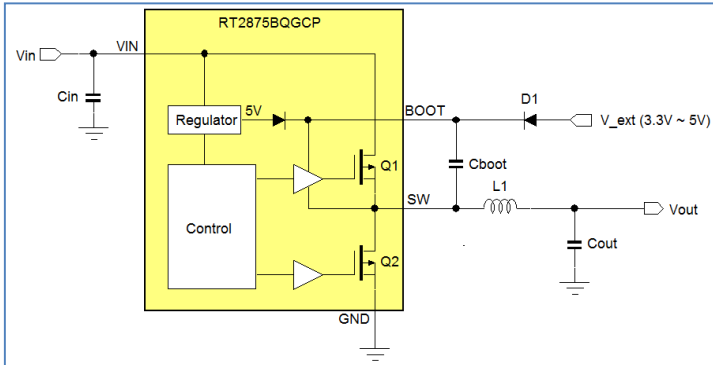 RT2875BQGCP
Vin
VIN
Cin
Regulator
5V
BOOT
D1
V_ext (3.3V ~ 5V)
Q1
Cboot
L1
SW
Vout
Control
Cout
Q2
GND